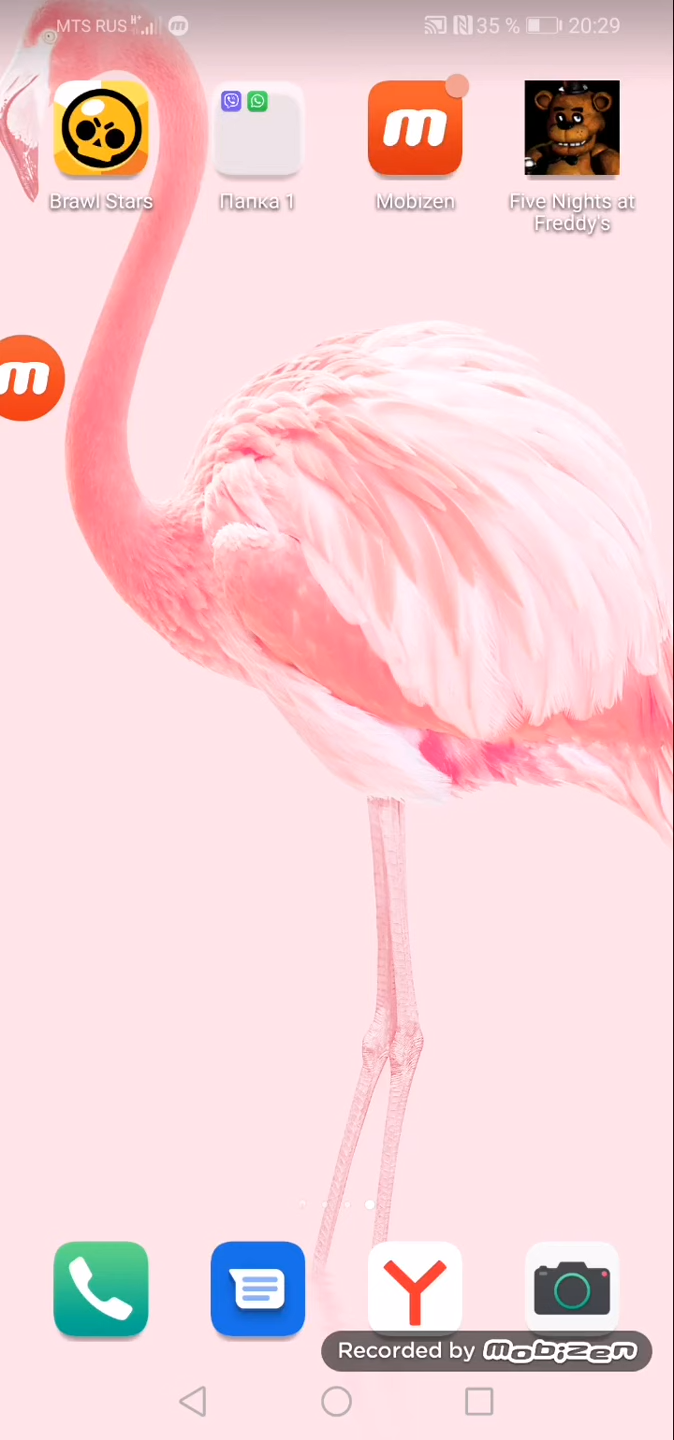 MTS RUS
35 %
20:29
Brawl Stars
Папка 1
Mobizen
Five Nights at
Freddy's
Recorded by mobizen